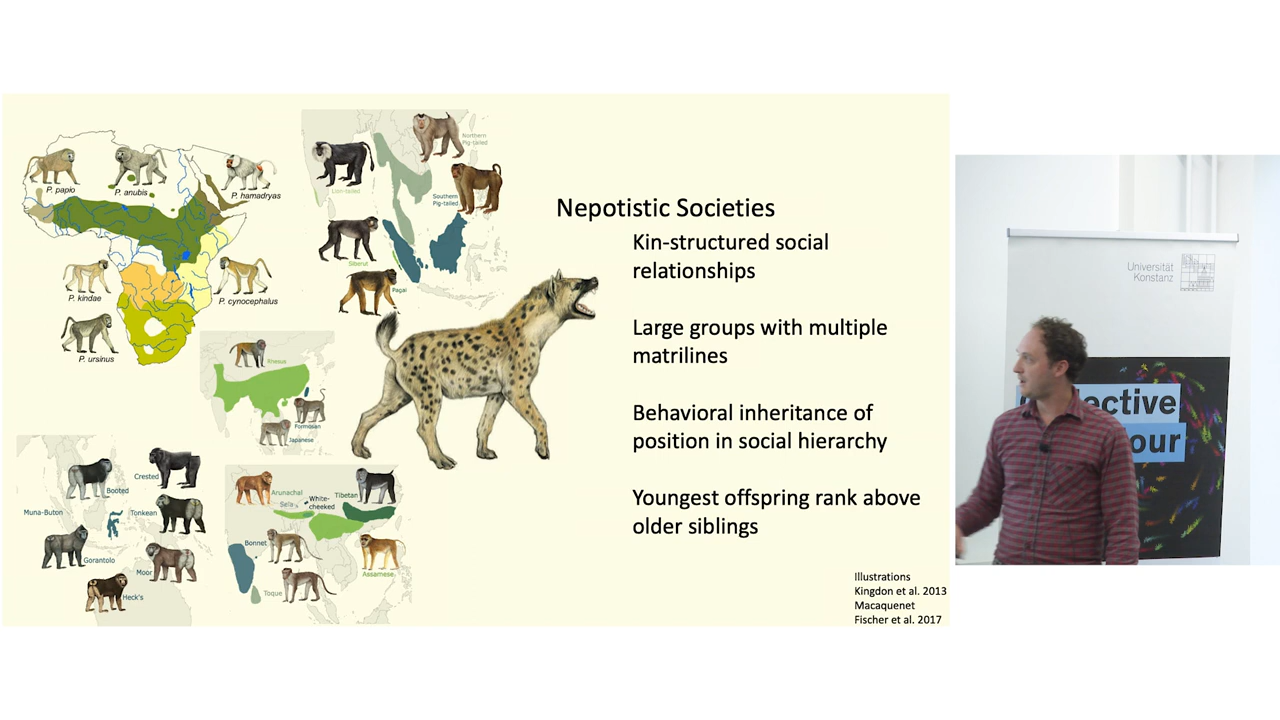 P. papio
P. anubis
P. hamadryas
P. kindae
P. cynocephalus
P. ursinus
Lion-tailed
Northern
Pig-tailed
Southern
Pig-tailed
Siberut
Pagai
Rhesus
Formosan
Japanese
Crested
Booted
Muna-Buton
Tonkean
Gorantolo
Moor
Heck's
Arunachal
Sela
White-
cheeked
Tibetan
Bonnet
Toque
Assamese
Nepotistic Societies
Kin-structured social
relationships
Large groups with multiple
matrilines
Behavioral inheritance of
position in social hierarchy
Youngest offspring rank above
older siblings
Illustrations
Kingdon et al. 2013
Macaquenet
Fischer et al. 2017
Universität
Konstanz
lective
our